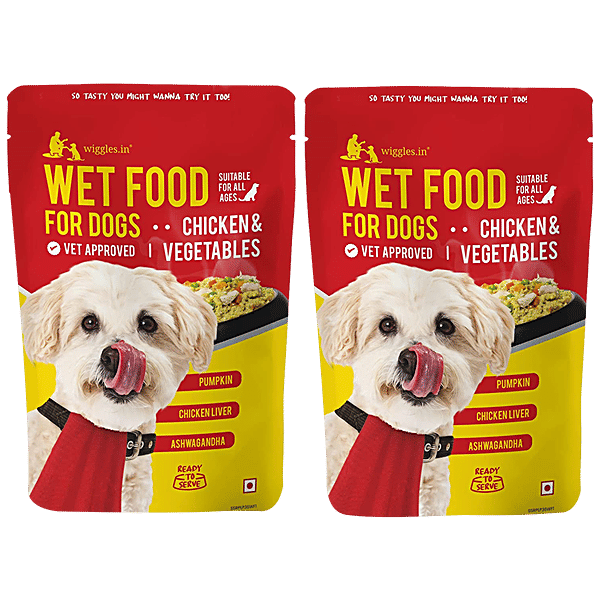 SO TASTY YOU MIGHT WANNA TRY IT TOO!
wiggles.in®
WET FOOD
FOR DOGS
SUITABLE
FOR ALL
AGES
CHICKEN &
VEGETABLES
VET APPROVED
PUMPKIN
CHICKEN LIVER
ASHWAGANDHA
READY
TO
SERVE
SO TASTY YOU MIGHT WANNA TRY IT TOO!
wiggles.in®
WET FOOD
FOR DOGS
SUITABLE
FOR ALL
AGES
CHICKEN &
VEGETABLES
VET APPROVED
PUMPKIN
CHICKEN LIVER
ASHWAGANDHA
READY
TO
SERVE